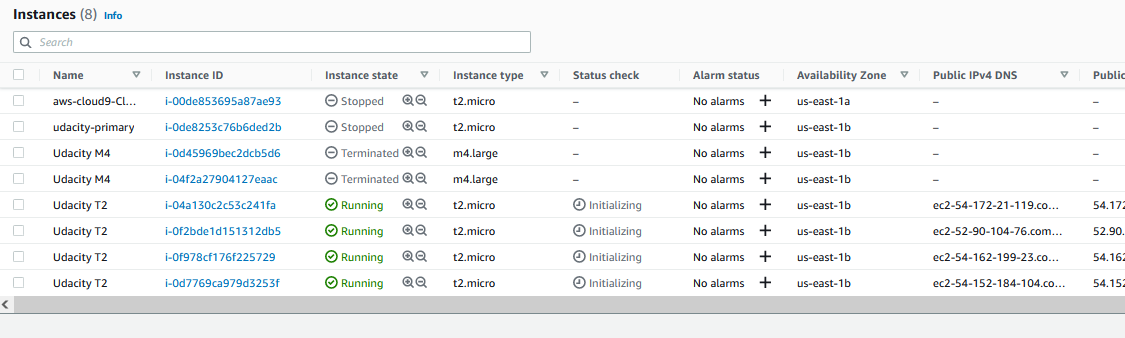 Instances (8) Info
Search
Name Instance ID Instance state Instance type Status check Alarm status Availability Zone Public IPv4 DNS Public
aws-cloud9-Cl... i-00de853695a87ae93 Stopped t2.micro – No alarms + us-east-1a –
udacity-primary i-0de8253c76b6ded2b Stopped t2.micro – No alarms + us-east-1b –
Udacity M4 i-0d45969bec2dcb5d6 Terminated m4.large – No alarms + us-east-1b –
Udacity M4 i-04f2a27904127eaac Terminated m4.large – No alarms + us-east-1b –
Udacity T2 i-04a130c2c53c241fa Running t2.micro Initializing No alarms + us-east-1b ec2-54-172-21-119.co... 54.172
Udacity T2 i-0f2bde1d151312db5 Running t2.micro Initializing No alarms + us-east-1b ec2-52-90-104-76.com... 52.90.
Udacity T2 i-0f978cf176f225729 Running t2.micro Initializing No alarms + us-east-1b ec2-54-162-199-23.co... 54.162
Udacity T2 i-0d7769ca979d3253f Running t2.micro Initializing No alarms + us-east-1b ec2-54-152-184-104.co... 54.152